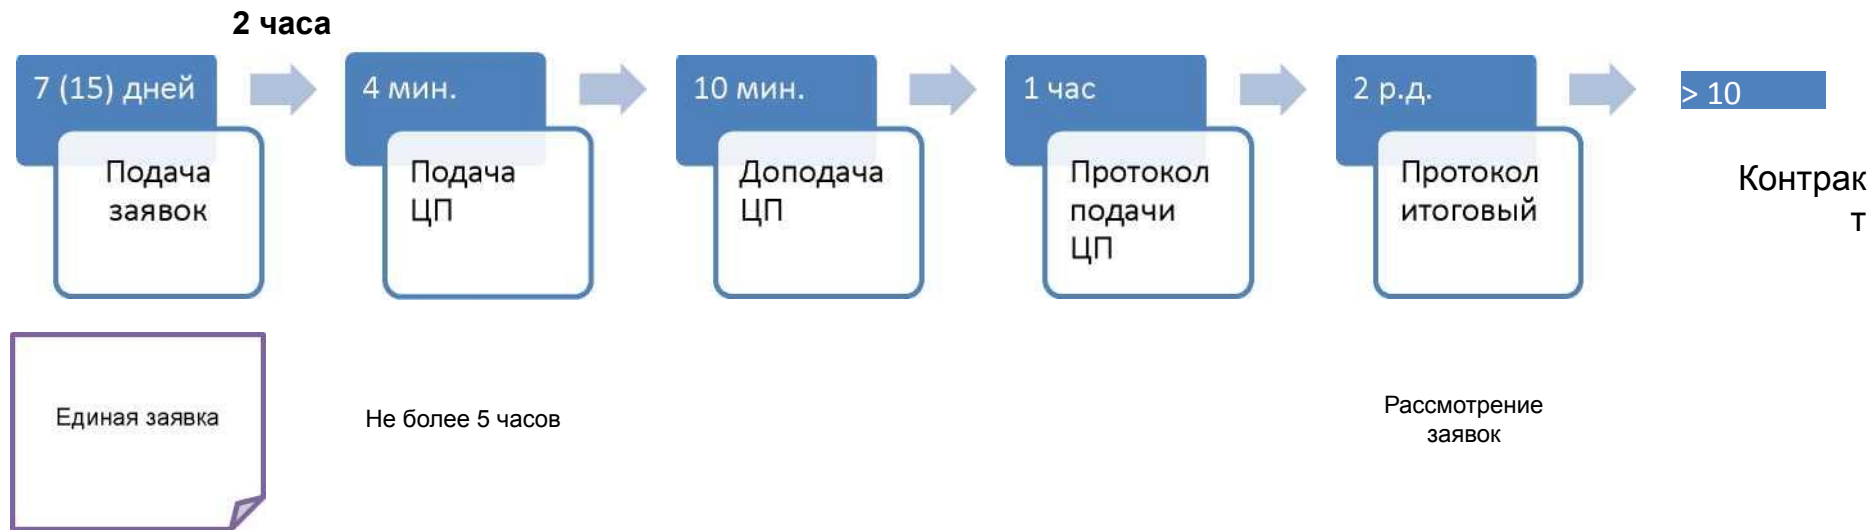 2 часа
7 (15) дней
Подача
заявок
4 мин.
Подача
ЦП
10 мин.
Доподача
ЦП
1 час
Протокол
подачи
ЦП
2 р.д.
Протокол
итоговый
> 10
Контрак
т
Единая заявка
Не более 5 часов
Рассмотрение
заявок